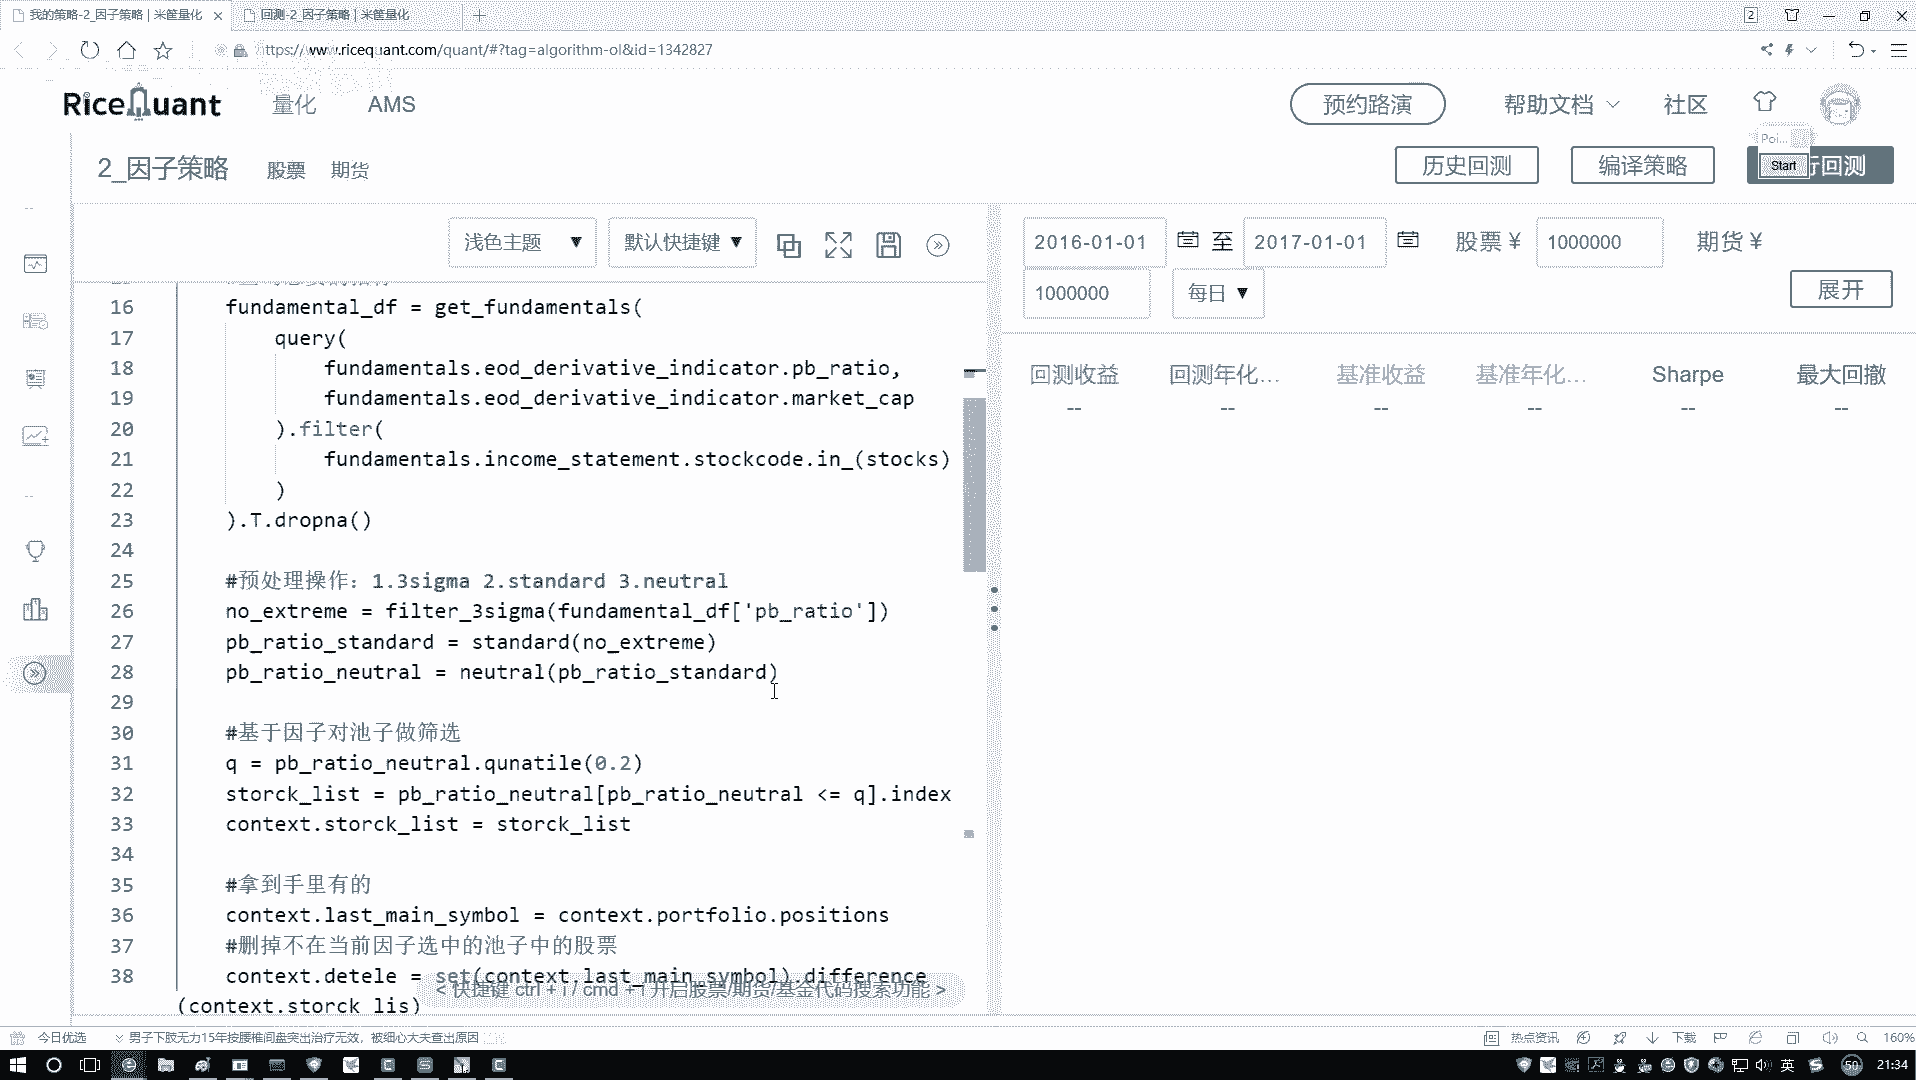 我的策略-2_因子策略 | 米筐量化
回测-2_因子策略 | 米筐量化
2
https://www.ricequant.com/quant/#?tag=algorithm-ol&id=1342827
RiceQuant 量化 AMS 预约路演 帮助文档 社区
Poi...
2_因子策略 股票 期货 历史回测 编译策略 Start 行回测
浅色主题 ▼ 默认快捷键 ▼
2016-01-01 至 2017-01-01 股票 ¥ 1000000 期货 ¥
1000000 每日 ▼ 展开
回测收益 回测年化... 基准收益 基准年化... Sharpe 最大回撤
-- -- -- -- -- --
16 fundamental_df = get_fundamentals(
17 query(
18 fundamentals.eod_derivative_indicator.pb_ratio,
19 fundamentals.eod_derivative_indicator.market_cap
20 ).filter(
21 fundamentals.income_statement.stockcode.in_(stocks)
22 )
23 ).T.dropna()
24
25 #预处理操作：1.3sigma 2.standard 3.neutral
26 no_extreme = filter_3sigma(fundamental_df['pb_ratio'])
27 pb_ratio_standard = standard(no_extreme)
28 pb_ratio_neutral = neutral(pb_ratio_standard)
29
30 #基于因子对池子做筛选
31 q = pb_ratio_neutral.qunatile(0.2)
32 storck_list = pb_ratio_neutral[pb_ratio_neutral <= q].index
33 context.storck_list = storck_list
34
35 #拿到手里有的
36 context.last_main_symbol = context.portfolio.positions
37 #删掉不在当前因子选中的池子中的股票
38 context.detele = set(context.last_main_symbol).difference
(context.storck_lis)
< 快捷键 ctrl + i / cmd + i 开启股票/期货/基金代码搜索功能 >
今日优选 男子下肢无力15年按腰椎间盘突出治疗无效，被细心大夫查出原因
热点资讯 下载 160%
英 50 21:34